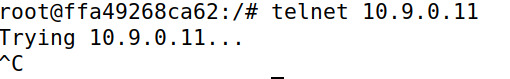 root@ffa49268ca62:/# telnet 10.9.0.11
Trying 10.9.0.11...
^C